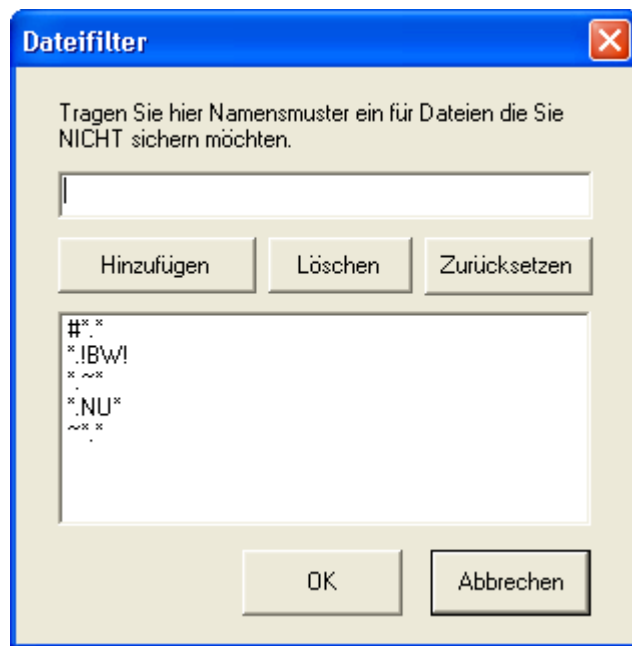 Dateifilter
Tragen Sie hier Namensmuster ein für Dateien die Sie
NICHT sichern möchten.
Hinzufügen Löschen Zurücksetzen
#*.*
*.!BW!
*.~*
*.NU*
~*.*
OK Abbrechen